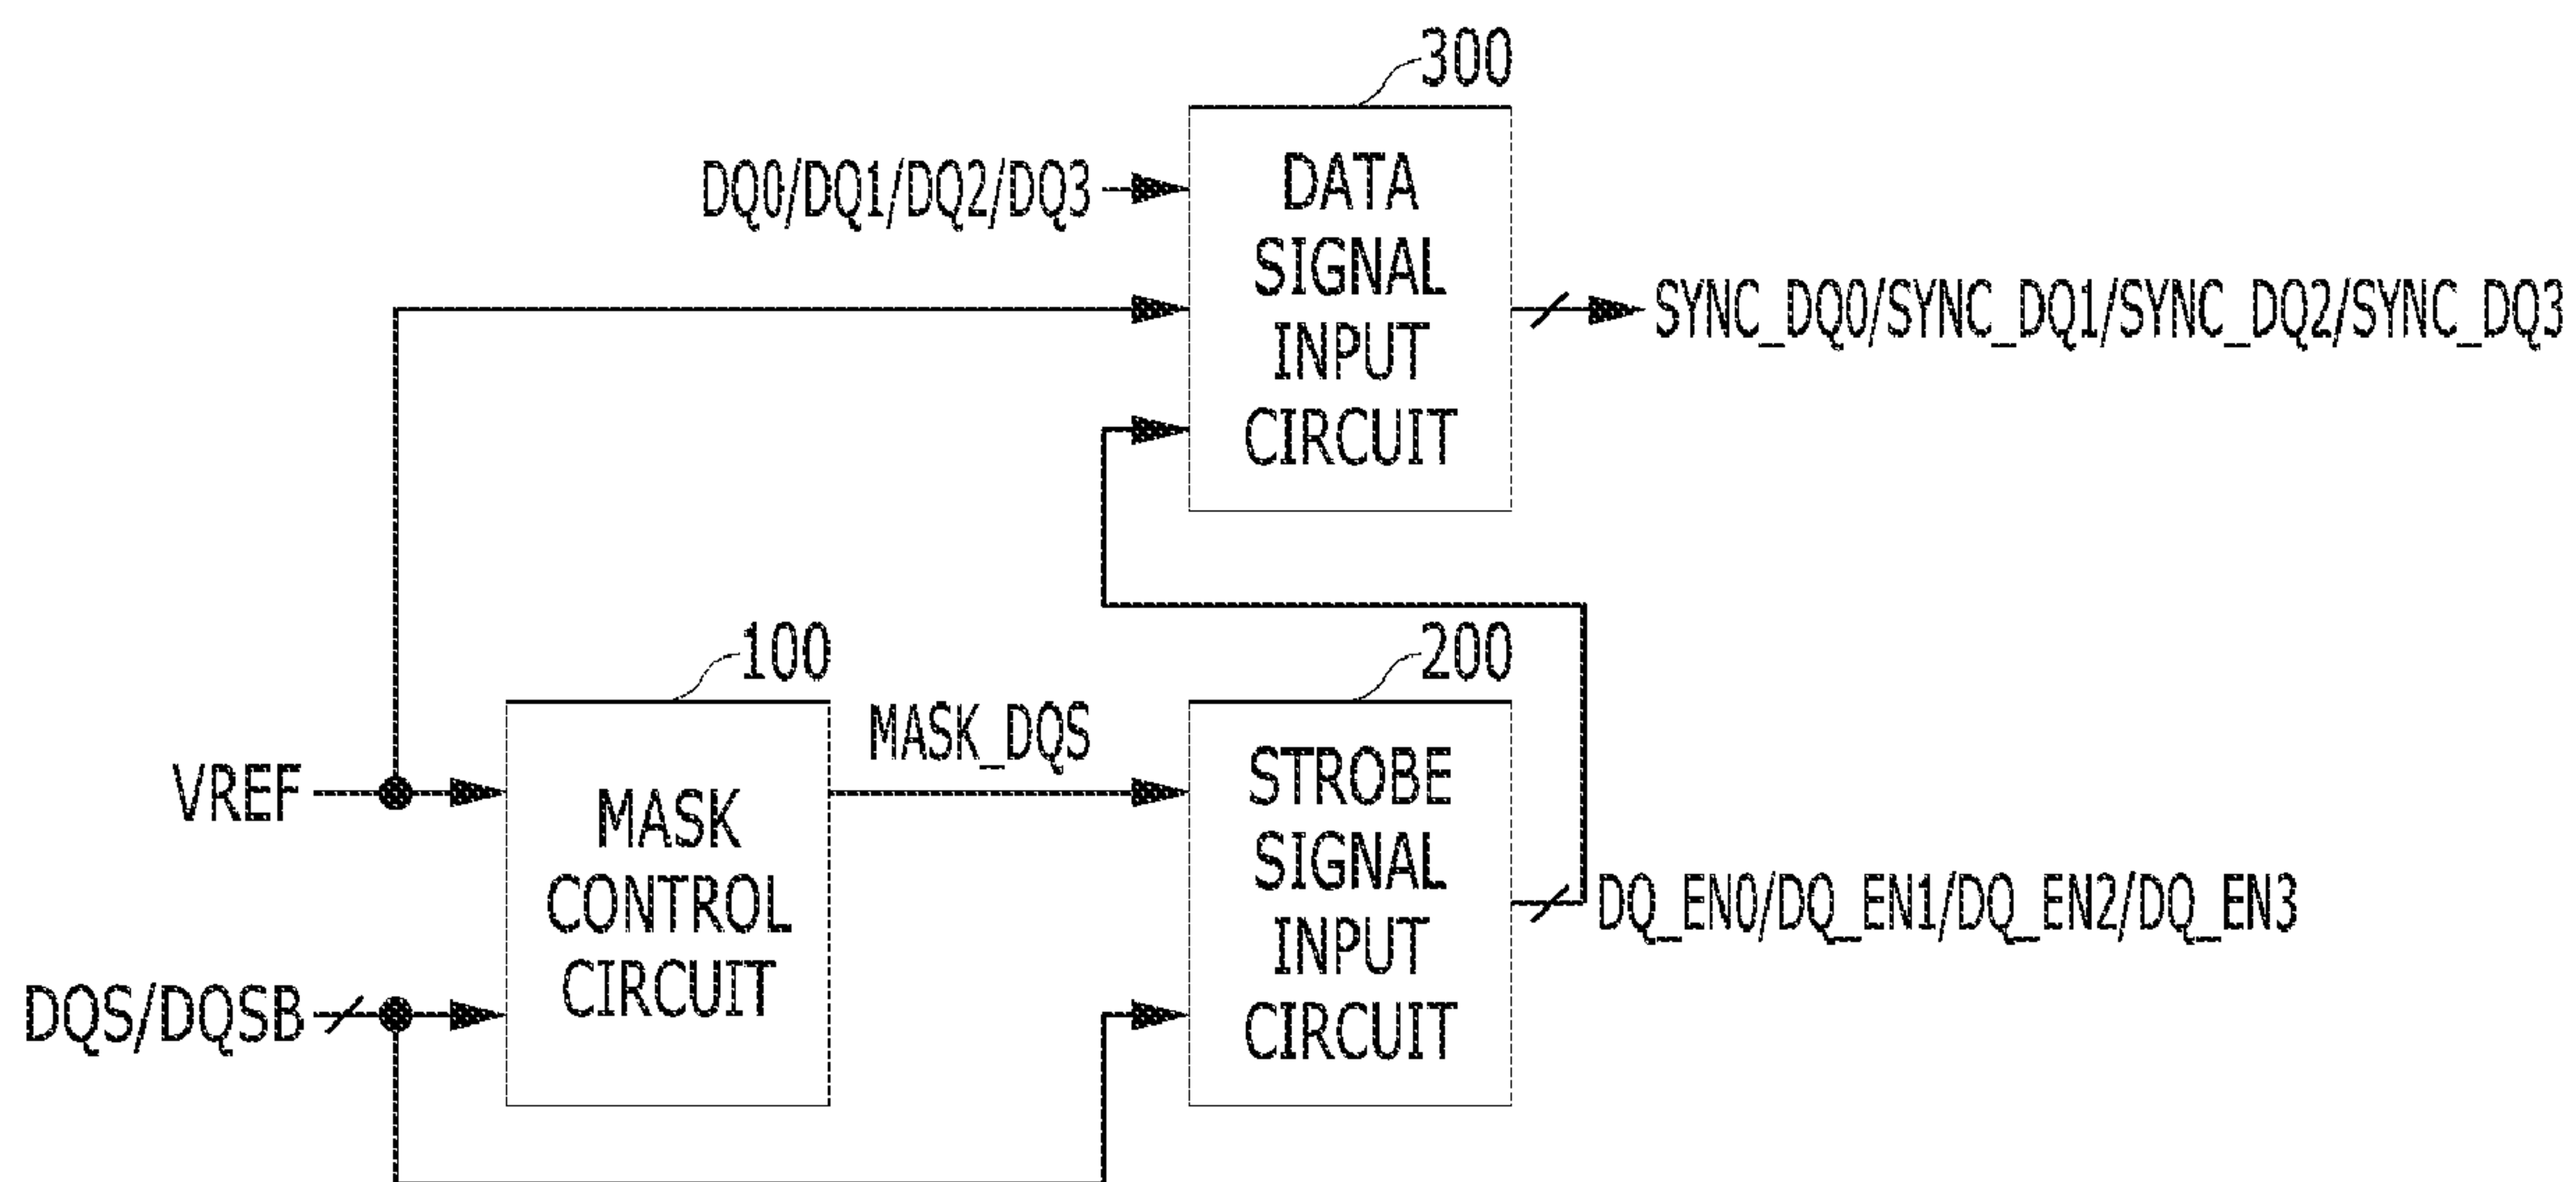 300
DQ0/DQ1/DQ2/DQ3
DATA
SIGNAL
INPUT
CIRCUIT
SYNC_DQ0/SYNC_DQ1/SYNC_DQ2/SYNC_DQ3
100
200
MASK_DQS
VREF
MASK
CONTROL
CIRCUIT
STROBE
SIGNAL
INPUT
CIRCUIT
DQ_EN0/DQ_EN1/DQ_EN2/DQ_EN3
DQS/DQSB